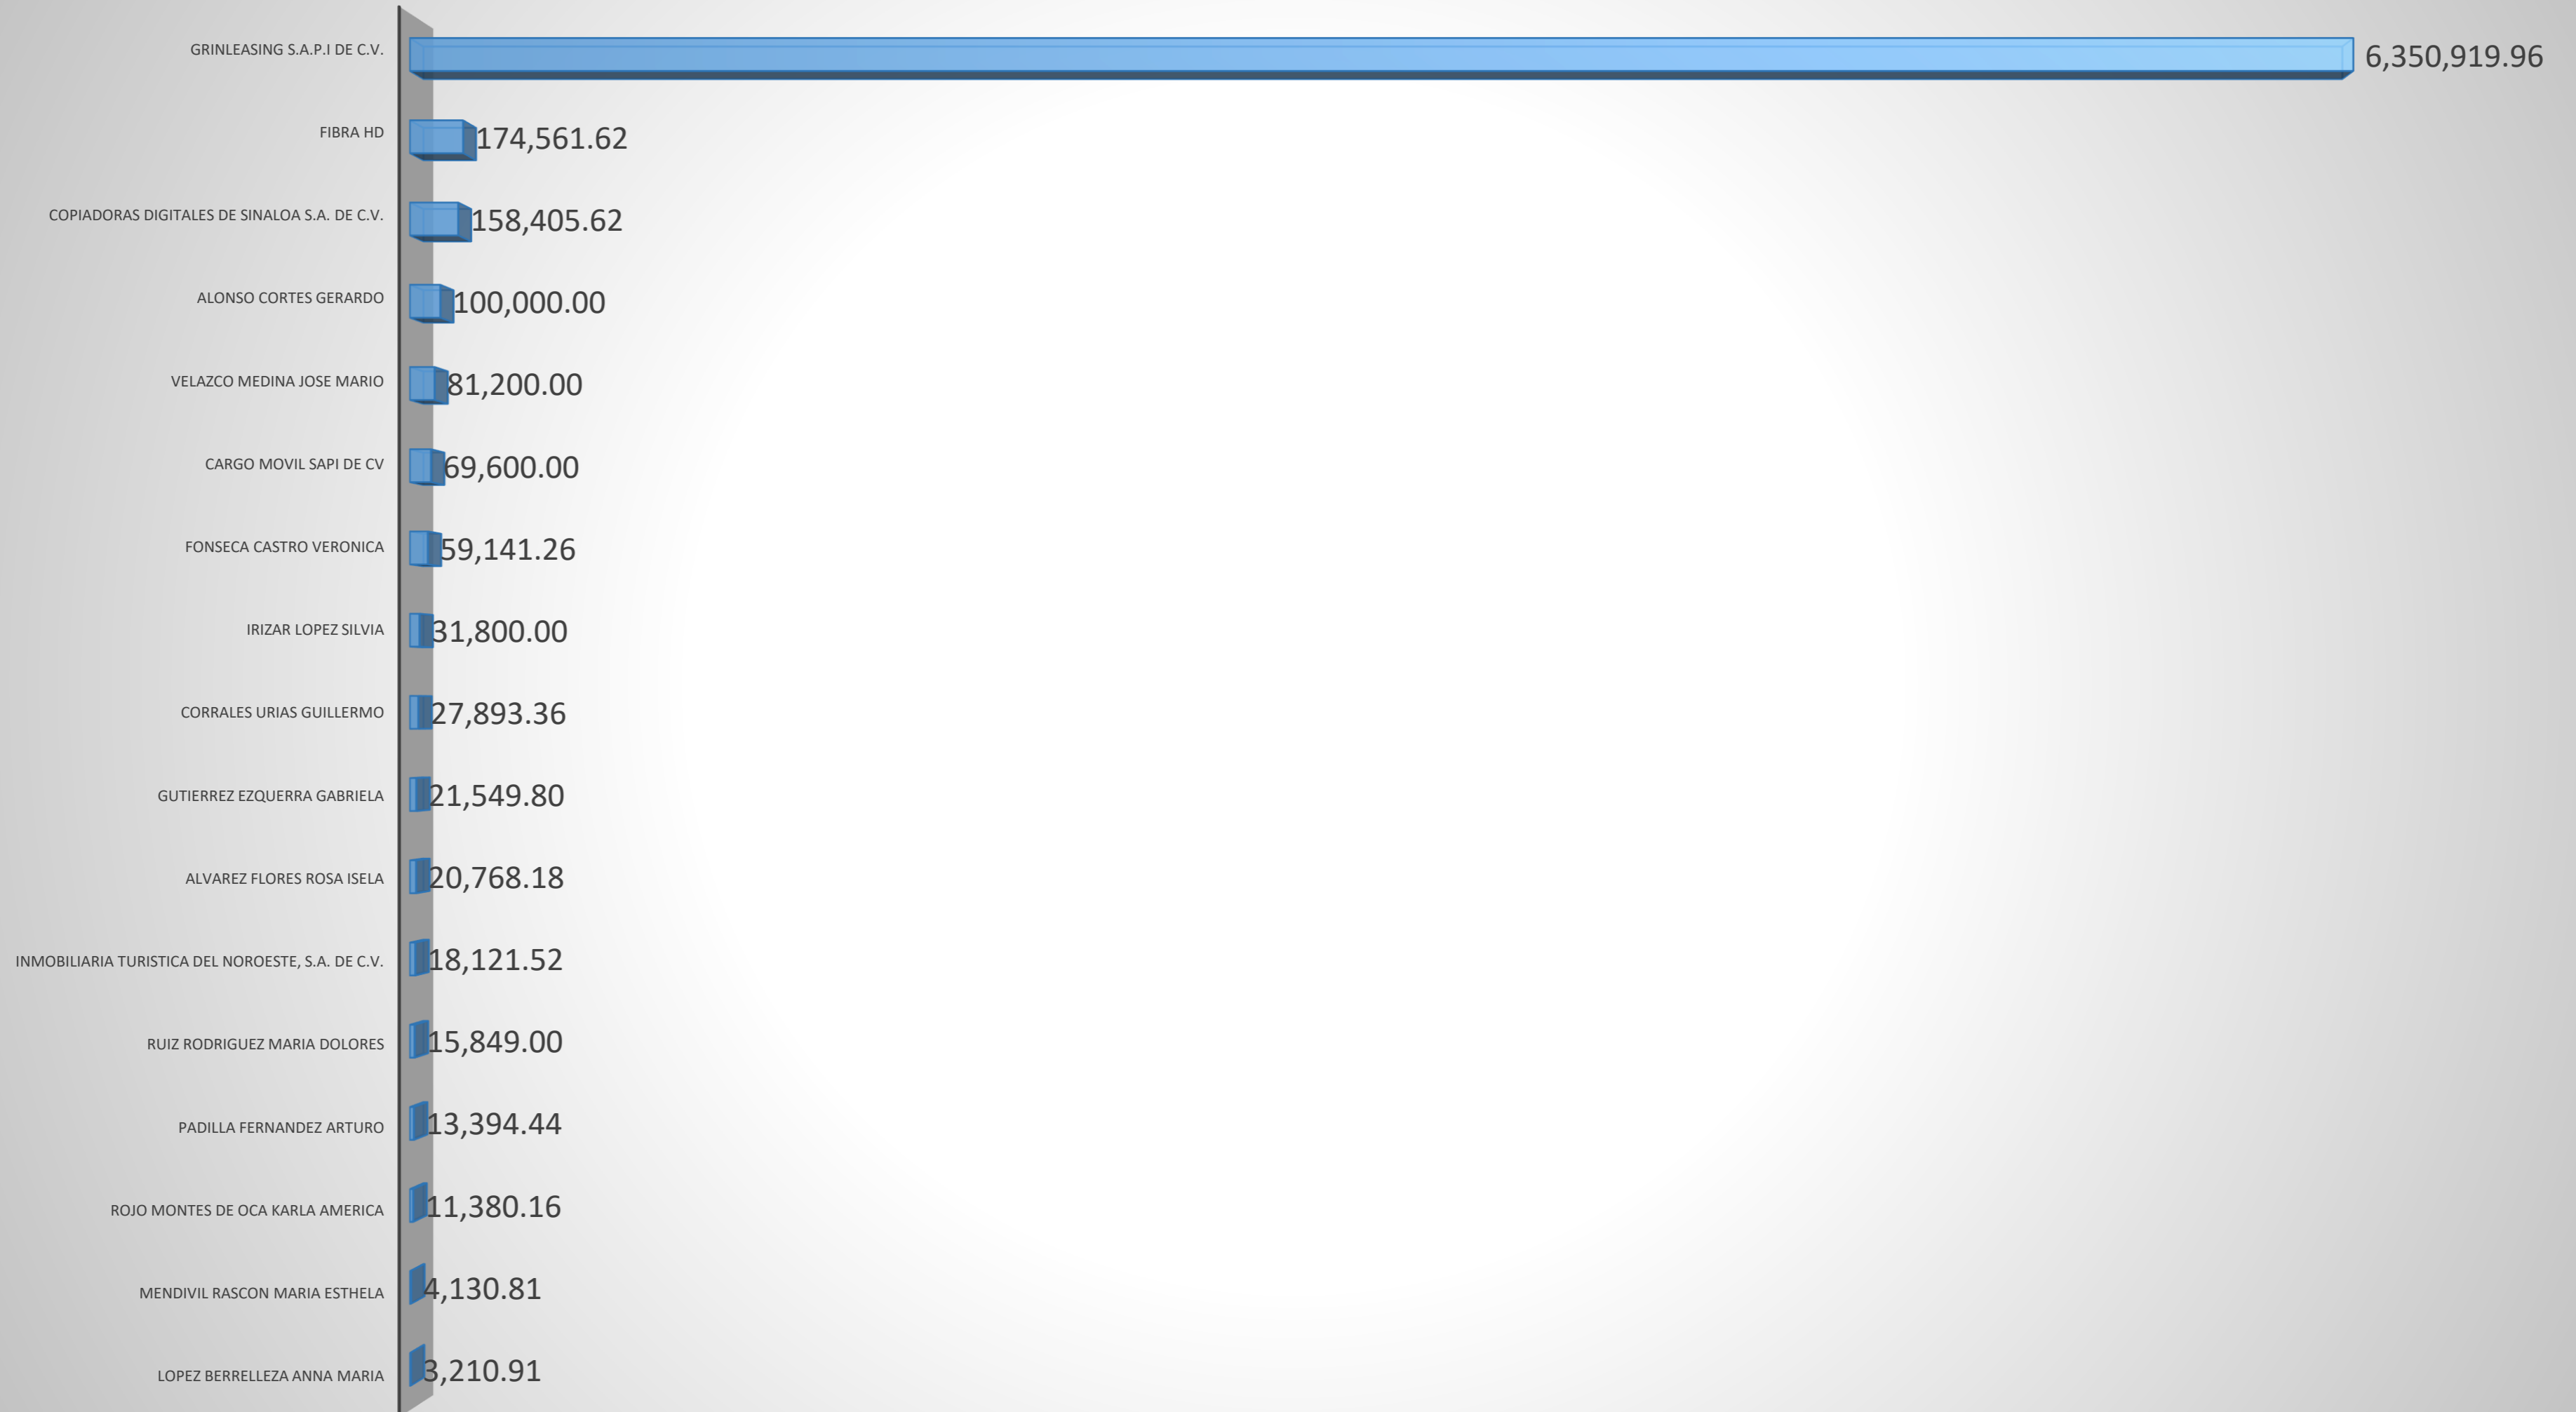 GRINLEASING S.A.P.I DE C.V. 6,350,919.96
FIBRA HD 174,561.62
COPIADORAS DIGITALES DE SINALOA S.A. DE C.V. 158,405.62
ALONSO CORTES GERARDO 100,000.00
VELAZCO MEDINA JOSE MARIO 81,200.00
CARGO MOVIL SAPI DE CV 69,600.00
FONSECA CASTRO VERONICA 59,141.26
IRIZAR LOPEZ SILVIA 31,800.00
CORRALES URIAS GUILLERMO 27,893.36
GUTIERREZ EZQUERRA GABRIELA 21,549.80
ALVAREZ FLORES ROSA ISELA 20,768.18
INMOBILIARIA TURISTICA DEL NOROESTE, S.A. DE C.V. 18,121.52
RUIZ RODRIGUEZ MARIA DOLORES 15,849.00
PADILLA FERNANDEZ ARTURO 13,394.44
ROJO MONTES DE OCA KARLA AMERICA 11,380.16
MENDIVIL RASCON MARIA ESTHELA 4,130.81
LOPEZ BERRELLEZA ANNA MARIA 3,210.91